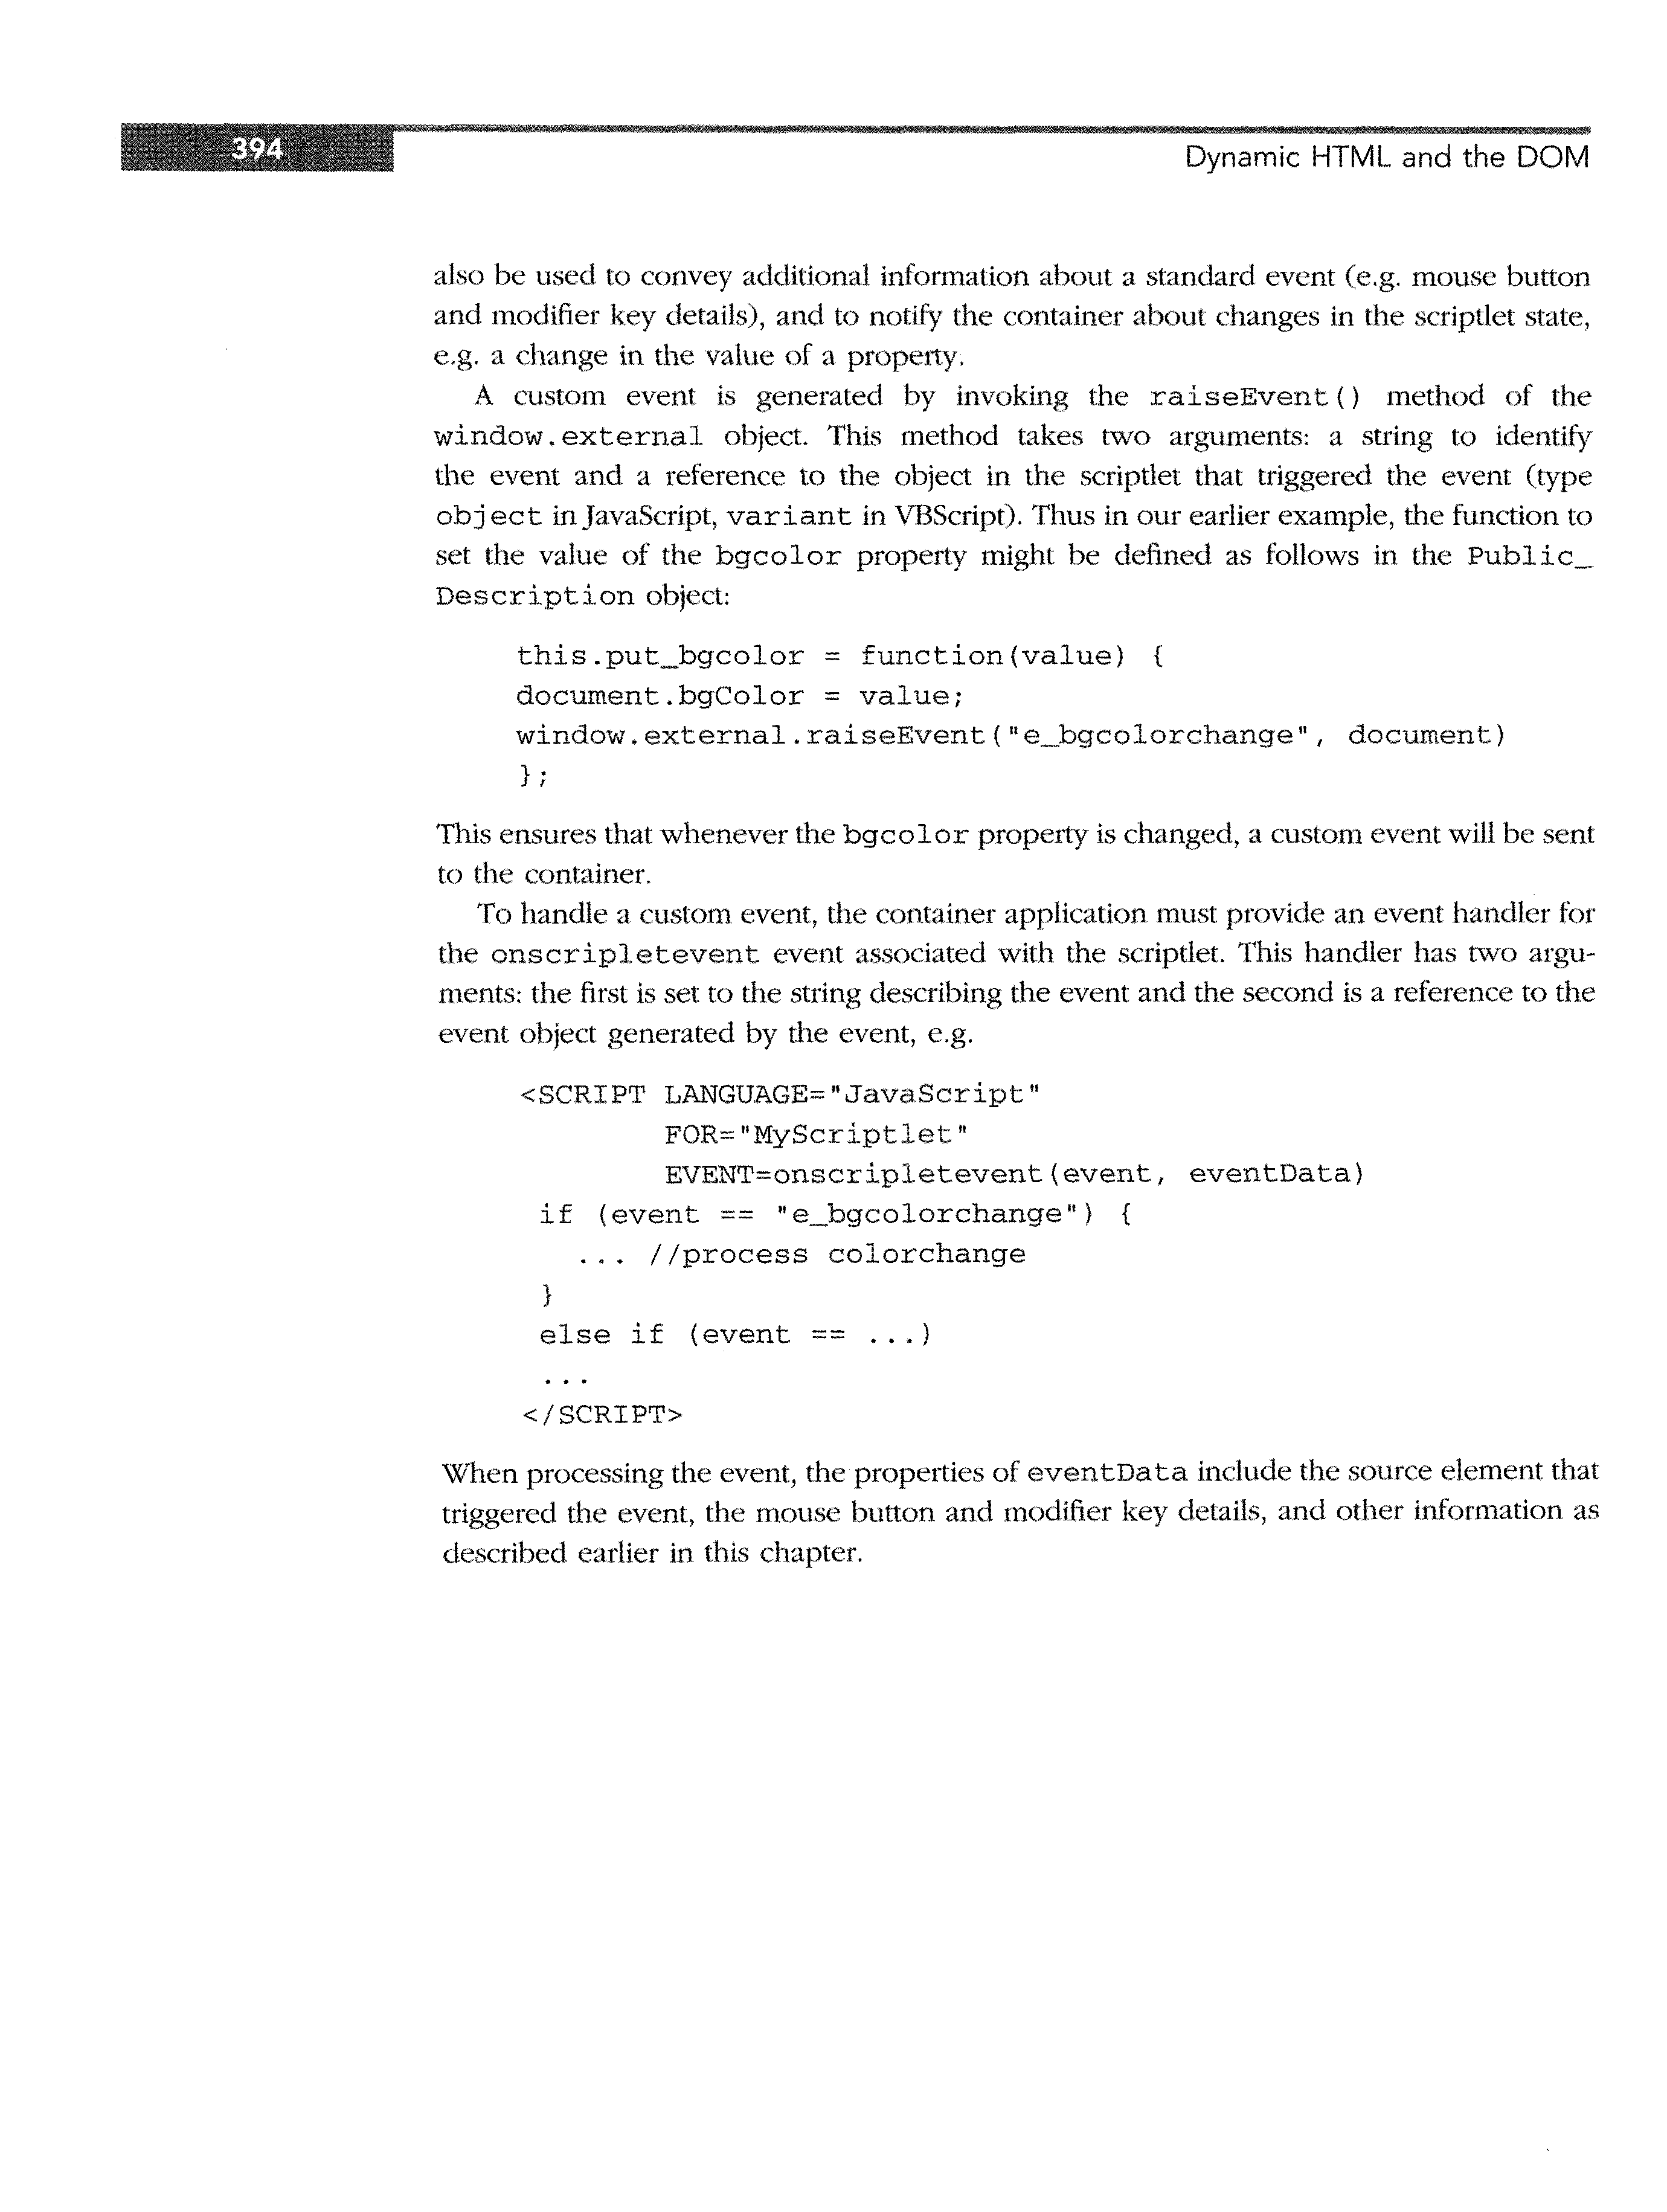 394
Dynamic HTML and the DOM
also be used to convey additional information about a standard event (e.g. mouse button
and modifier key details), and to notify the container about changes in the scriptlet state,
e.g. a change in the value of a property.
A custom event is generated by invoking the raiseEvent() method of the
window.external object. This method takes two arguments: a string to identify
the event and a reference to the object in the scriptlet that triggered the event (type
object in JavaScript, variant in VBScript). Thus in our earlier example, the function to
set the value of the bgcolor property might be defined as follows in the Public_
Description object:
this.put_bgcolor = function(value) {
document.bgColor = value;
window.external.raiseEvent("e_bgcolorchange", document)
};
This ensures that whenever the bgcolor property is changed, a custom event will be sent
to the container.
To handle a custom event, the container application must provide an event handler for
the onscripletevent event associated with the scriptlet. This handler has two argu-
ments: the first is set to the string describing the event and the second is a reference to the
event object generated by the event, e.g.
<SCRIPT LANGUAGE="JavaScript"
FOR="MyScriptlet"
EVENT=onscripletevent(event, eventData)
if (event == "e_bgcolorchange") {
... //process colorchange
}
else if (event == ...)
...
</SCRIPT>
When processing the event, the properties of eventData include the source element that
triggered the event, the mouse button and modifier key details, and other information as
described earlier in this chapter.